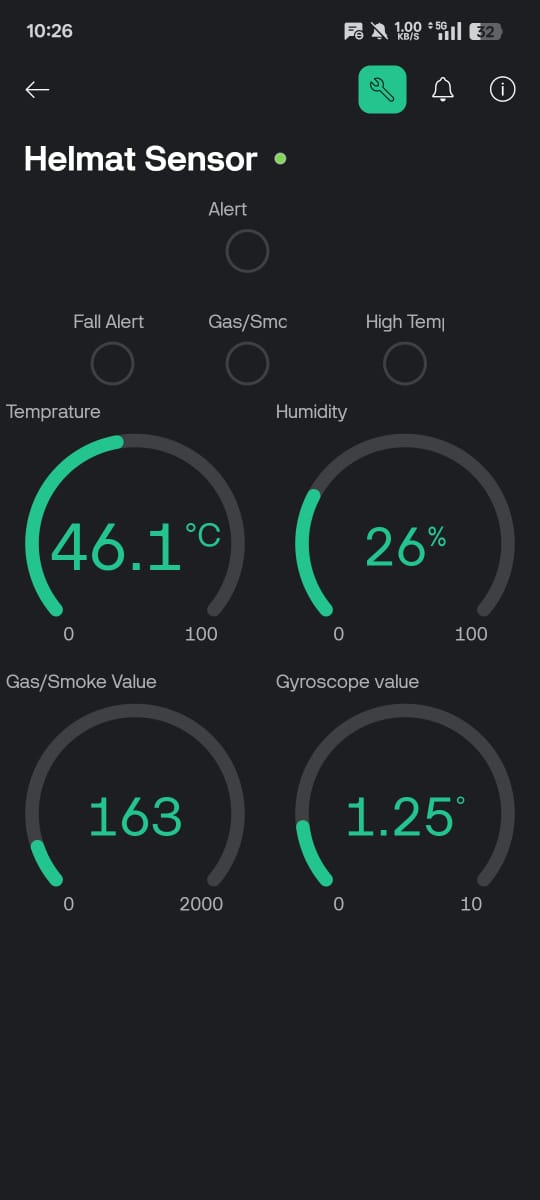 10:26
1.00 KB/S 5G 32
Helmat Sensor
Alert
Fall Alert Gas/Smo High Temp
Temprature Humidity
46.1°C 26%
0 100 0 100
Gas/Smoke Value Gyroscope value
163 1.25°
0 2000 0 10